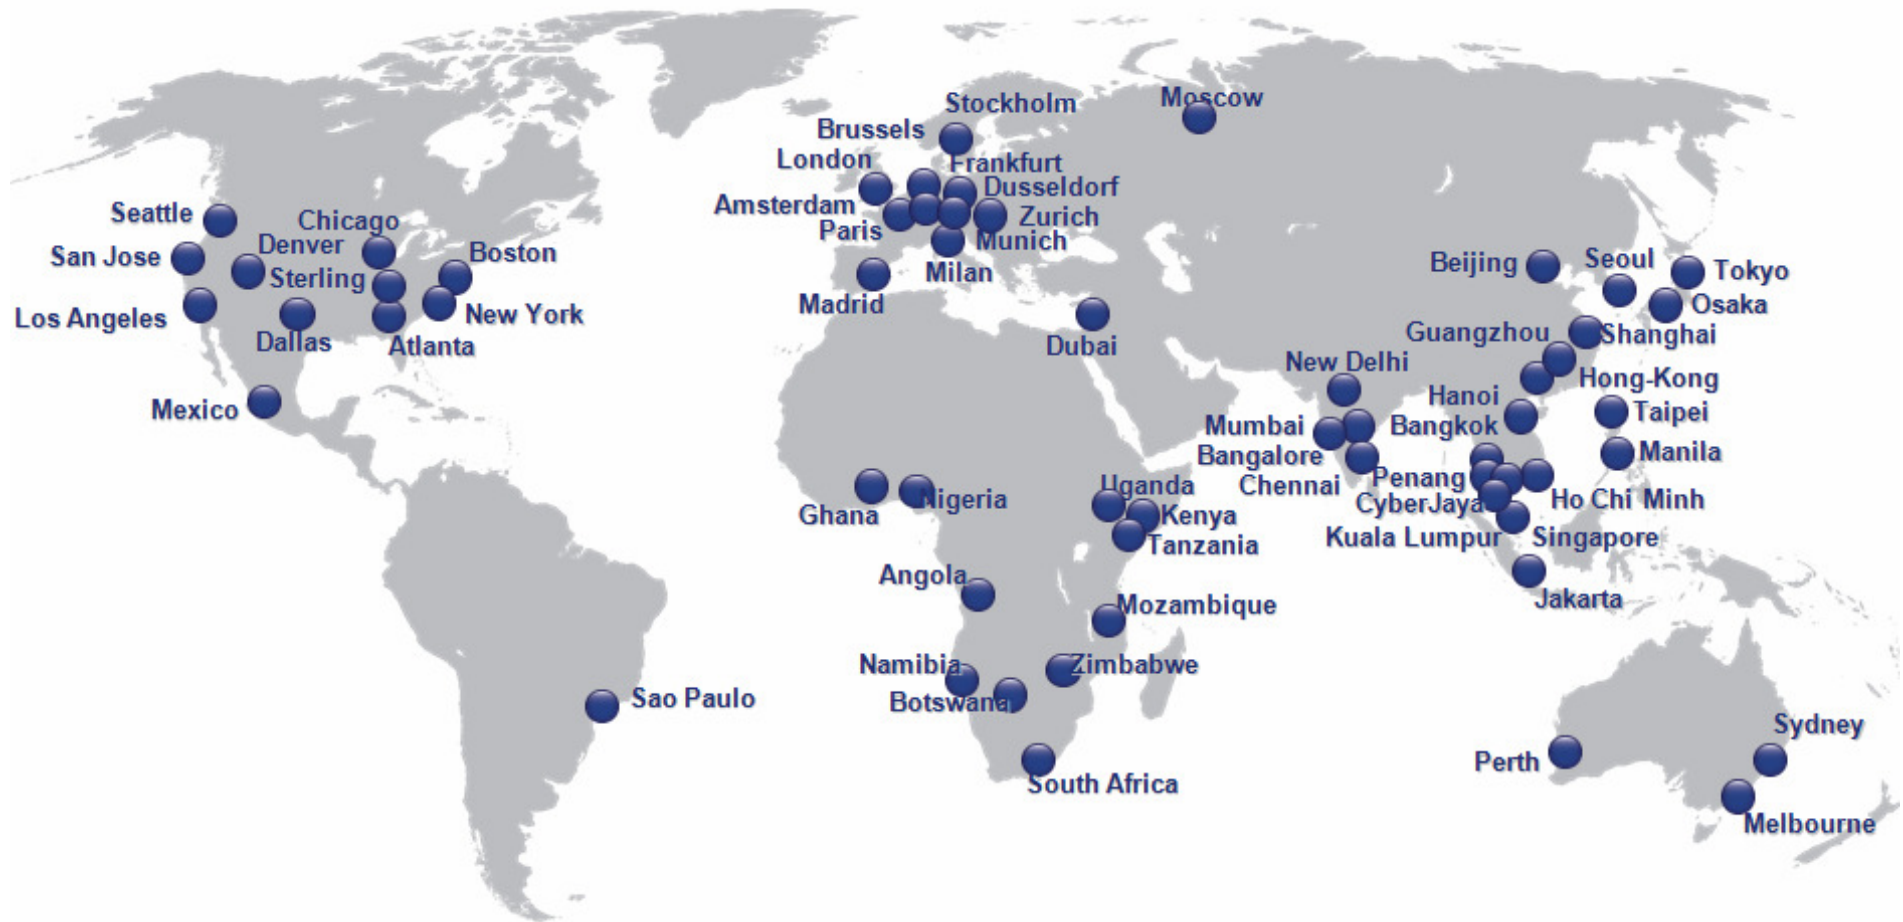 Stockholm
Moscow
Brussels
London
Frankfurt
Dusseldorf
Amsterdam
Zurich
Paris
Munich
Milan
Madrid
Seattle
Chicago
Denver
Boston
San Jose
Sterling
Los Angeles
New York
Dallas
Atlanta
Mexico
Dubai
Beijing
Seoul
Tokyo
Osaka
Guangzhou
Shanghai
New Delhi
Hong-Kong
Hanoi
Taipei
Mumbai
Bangkok
Manila
Bangalore
Chennai
Penang
CyberJaya
Ho Chi Minh
Kuala Lumpur
Singapore
Jakarta
Uganda
Ghana
Nigeria
Kenya
Tanzania
Angola
Mozambique
Namibia
Zimbabwe
Botswana
South Africa
Sao Paulo
Sydney
Perth
Melbourne